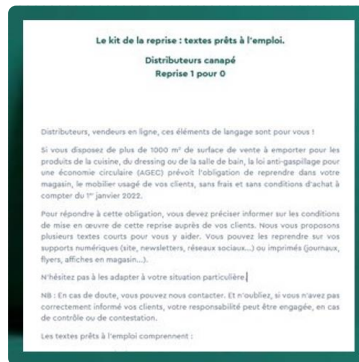 Le kit de la reprise : textes prêts à l'emploi.
Distributeurs canapé
Reprise 1 pour 0
Distributeurs, vendeurs en ligne, ces éléments de langage sont pour vous !
Si vous disposez de plus de 1000 m² de surface de vente à emporter pour les
produits de la cuisine, du dressing ou de la salle de bain, la loi anti-gaspillage pour
une économie circulaire (AGEC) prévoit l'obligation de reprendre dans votre
magasin, le mobilier usagé de vos clients, sans frais et sans conditions d'achat à
compter du 1er janvier 2022.
Pour répondre à cette obligation, vous devez préciser informer sur les conditions
de mise en œuvre de cette reprise auprès de vos clients. Nous vous proposons
plusieurs textes courts pour vous y aider. Vous pouvez les reprendre sur vos
supports numériques (site, newsletters, réseaux sociaux...) ou imprimés (journaux,
flyers, affiches en magasin...).
N'hésitez pas à les adapter à votre situation particulière.
NB : En cas de doute, vous pouvez nous contacter. Et n'oubliez, si vous n'avez pas
correctement informé vos clients, votre responsabilité peut être engagée, en cas
de contrôle ou de contestation.
Les textes prêts à l'emploi comprennent :